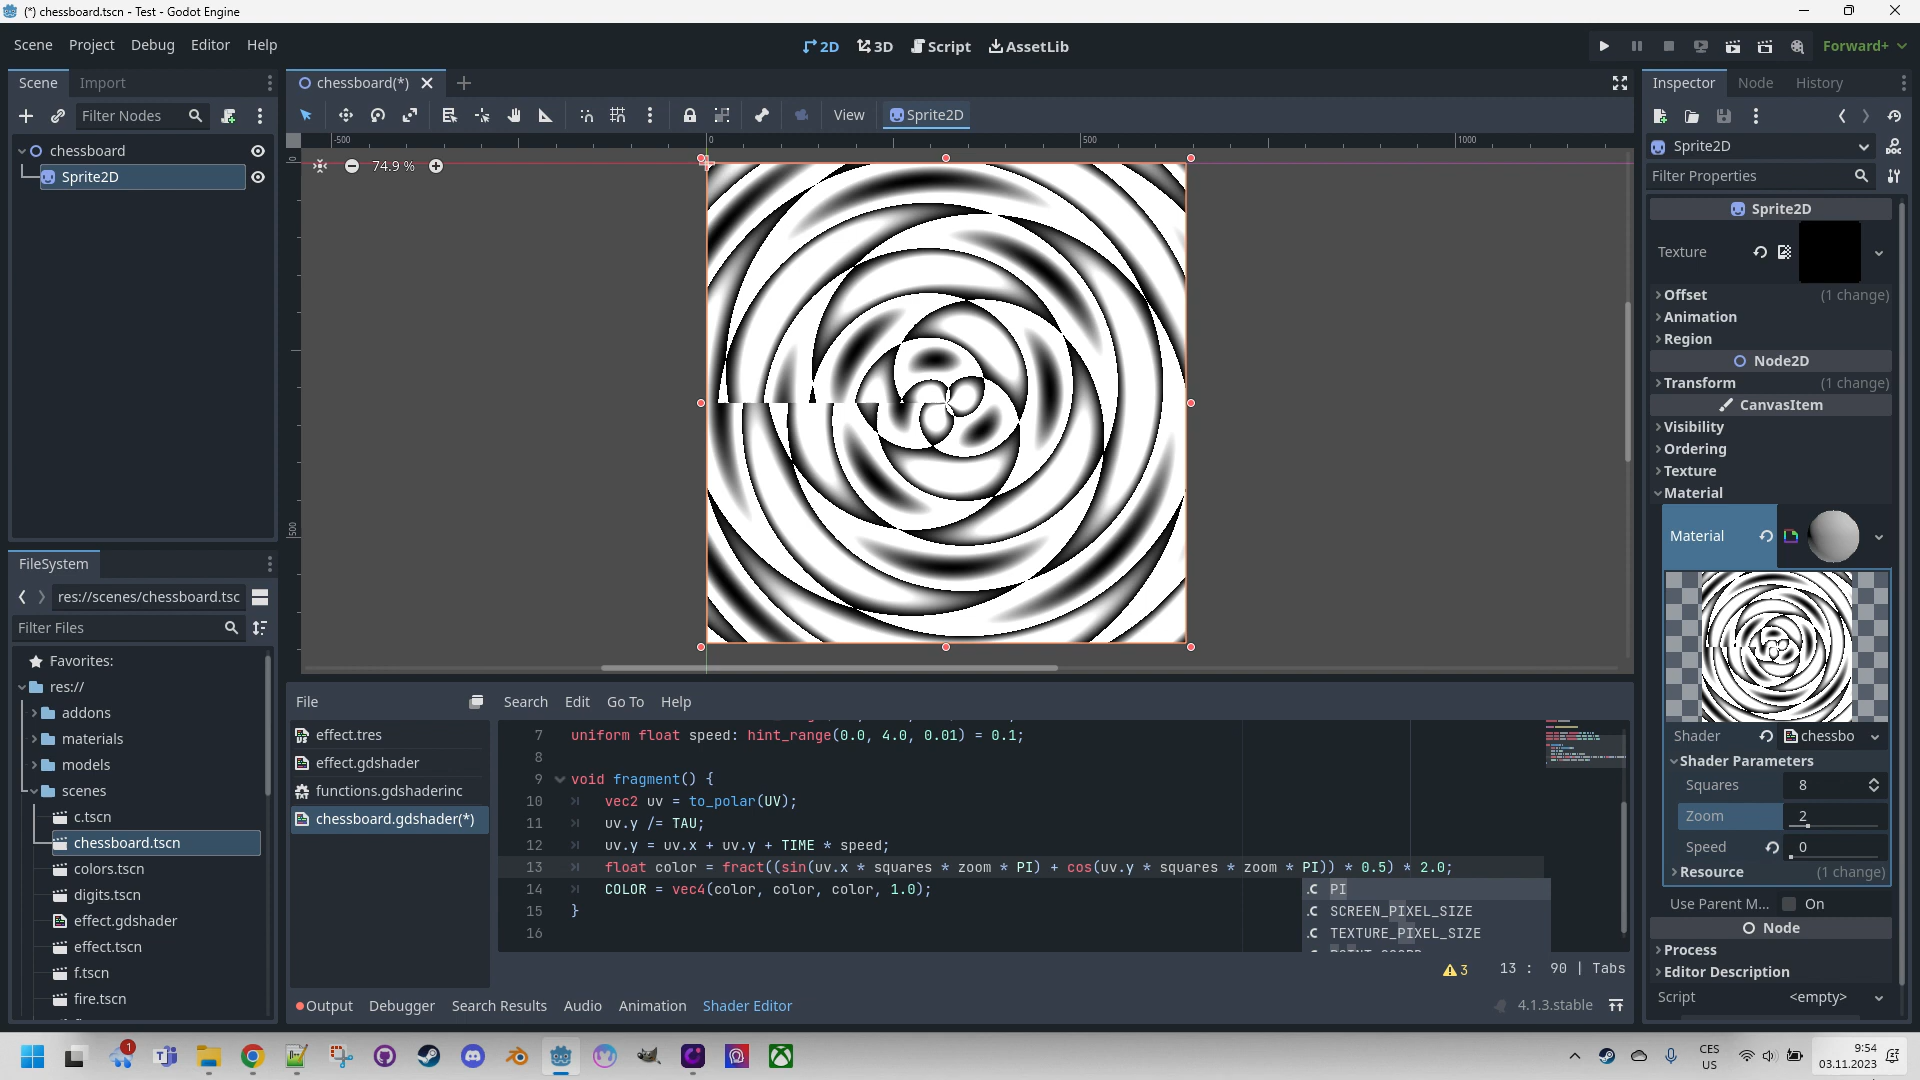 (*) chessboard.tscn - Test - Godot Engine
Scene Project Debug Editor Help
2D 3D Script AssetLib
Forward+
Scene Import
Filter Nodes
chessboard
Sprite2D
FileSystem
res://scenes/chessboard.tsc
Filter Files
Favorites:
res://
addons
materials
models
scenes
c.tscn
chessboard.tscn
colors.tscn
digits.tscn
effect.gdshader
effect.tscn
f.tscn
fire.tscn
chessboard(*)
View Sprite2D
-500 0 500 1000
0
500
74.9 %
File Search Edit Go To Help
effect.tres
effect.gdshader
functions.gdshaderinc
chessboard.gdshader(*)
7 uniform float speed: hint_range(0.0, 4.0, 0.01) = 0.1;
8
9 void fragment() {
10 vec2 uv = to_polar(UV);
11 uv.y /= TAU;
12 uv.y = uv.x + uv.y + TIME * speed;
13 float color = fract((sin(uv.x * squares * zoom * PI) + cos(uv.y * squares * zoom * PI)) * 0.5) * 2.0;
14 COLOR = vec4(color, color, color, 1.0);
15 }
16
.C PI
.C SCREEN_PIXEL_SIZE
.C TEXTURE_PIXEL_SIZE
3 13 : 90 | Tabs
Output Debugger Search Results Audio Animation Shader Editor
4.1.3.stable
Inspector Node History
Sprite2D
Filter Properties
Sprite2D
Texture
Offset (1 change)
Animation
Region
Node2D
Transform (1 change)
CanvasItem
Visibility
Ordering
Texture
Material
Material
Shader chessbo
Shader Parameters
Squares 8
Zoom 2
Speed 0
Resource (1 change)
Use Parent M... On
Node
Process
Editor Description
Script <empty>
1
CES
US
9:54
03.11.2023